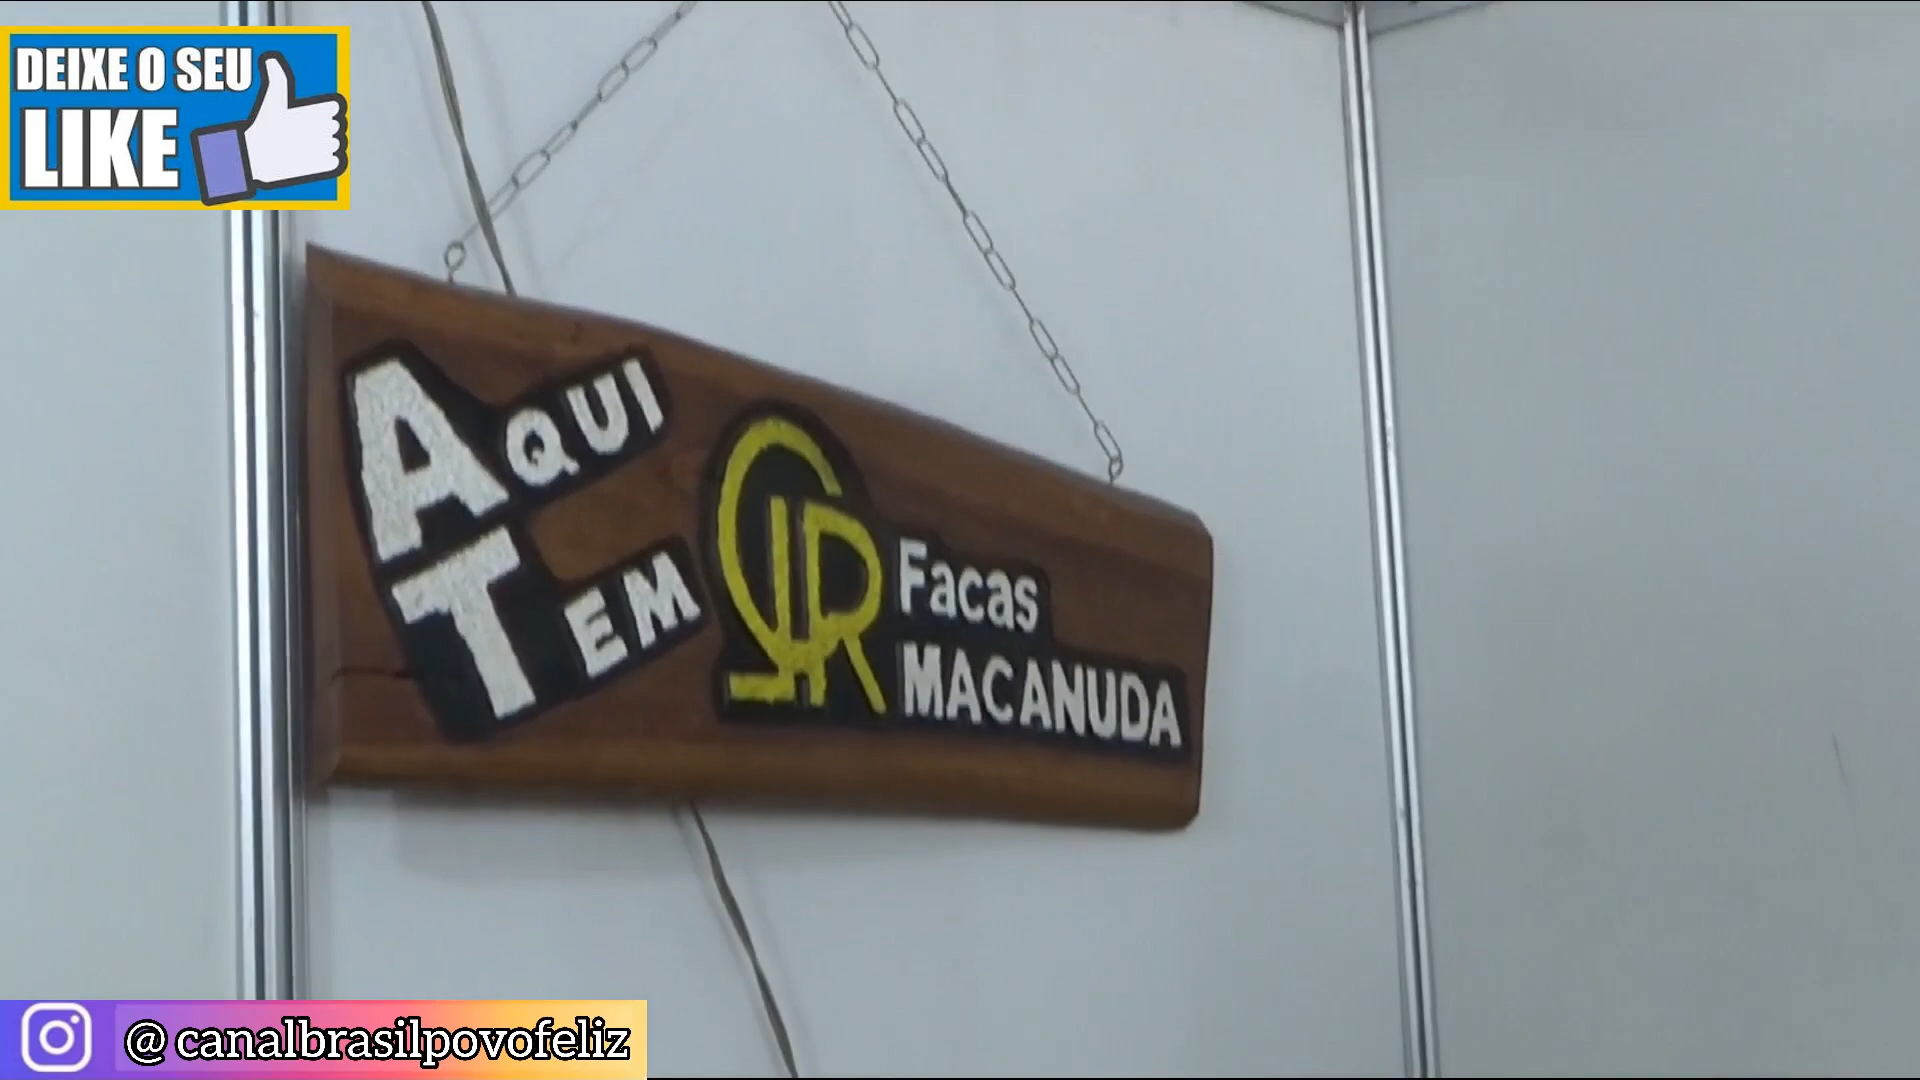 DEIXE O SEU
LIKE
AQUI
TEM
Facas
MACANUDA
@canalbrasilpovofeliz